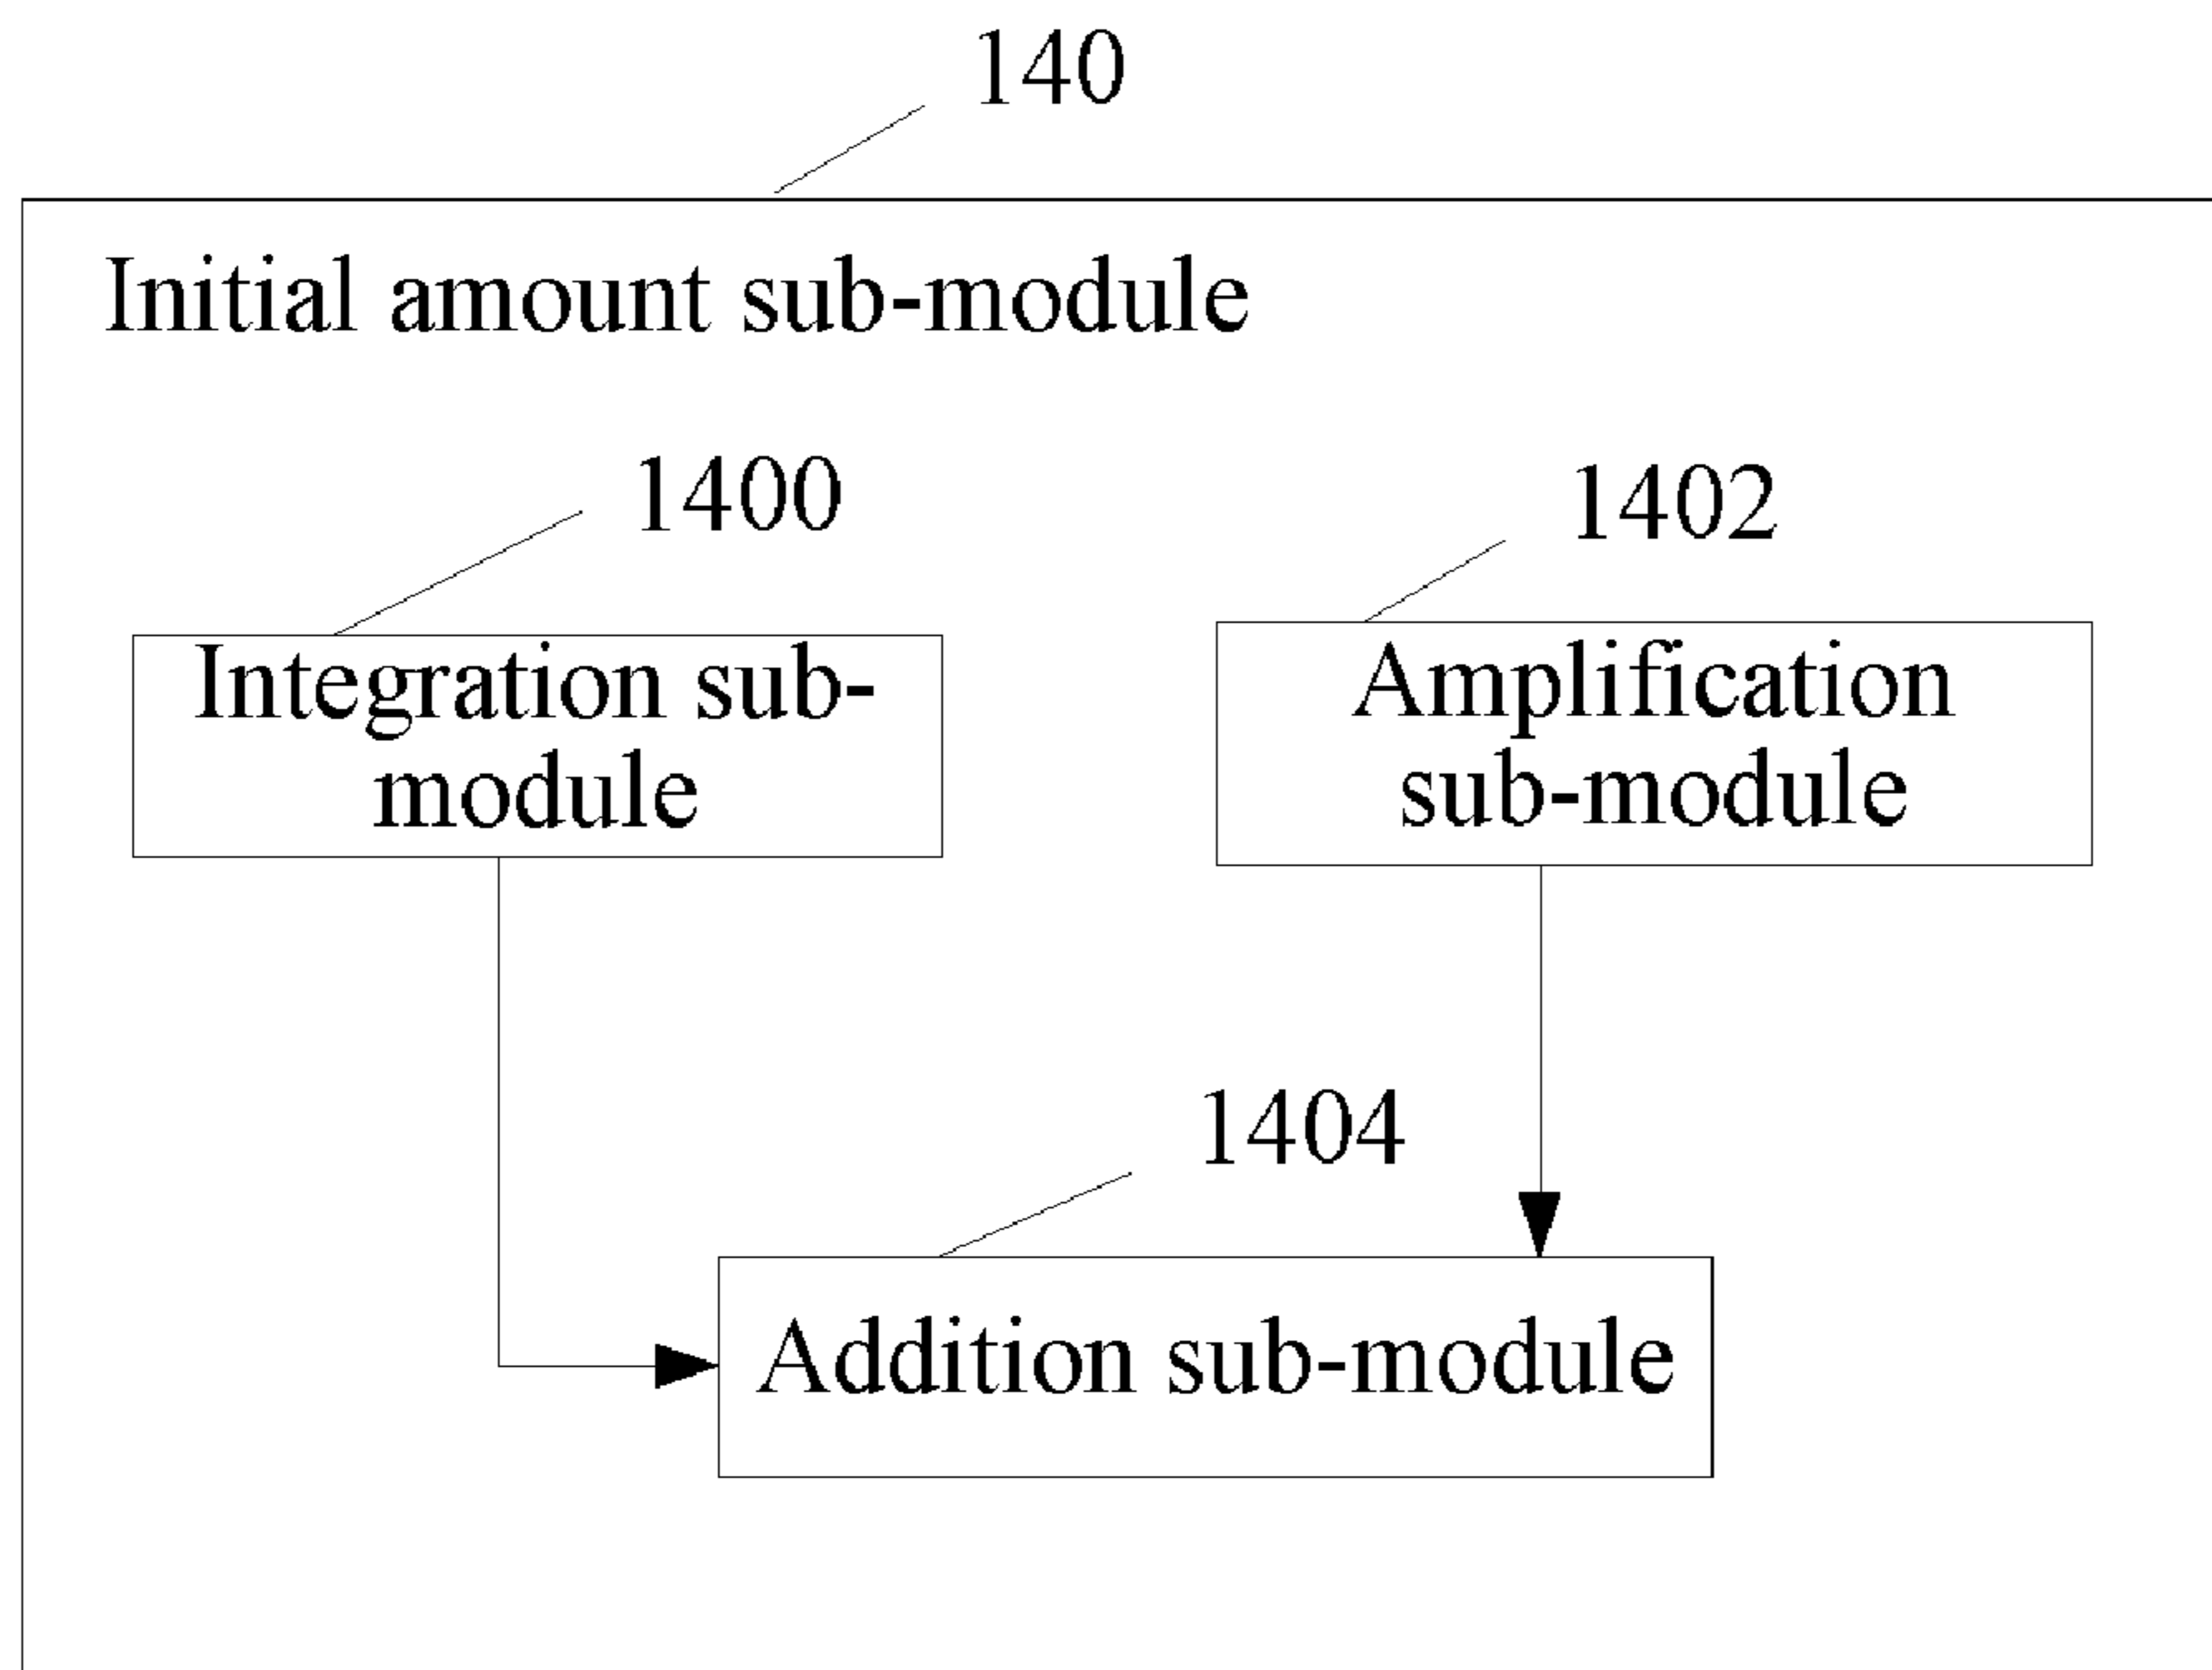 140
Initial amount sub-module
1400
1402
Integration sub-
module
Amplification
sub-module
1404
Addition sub-module